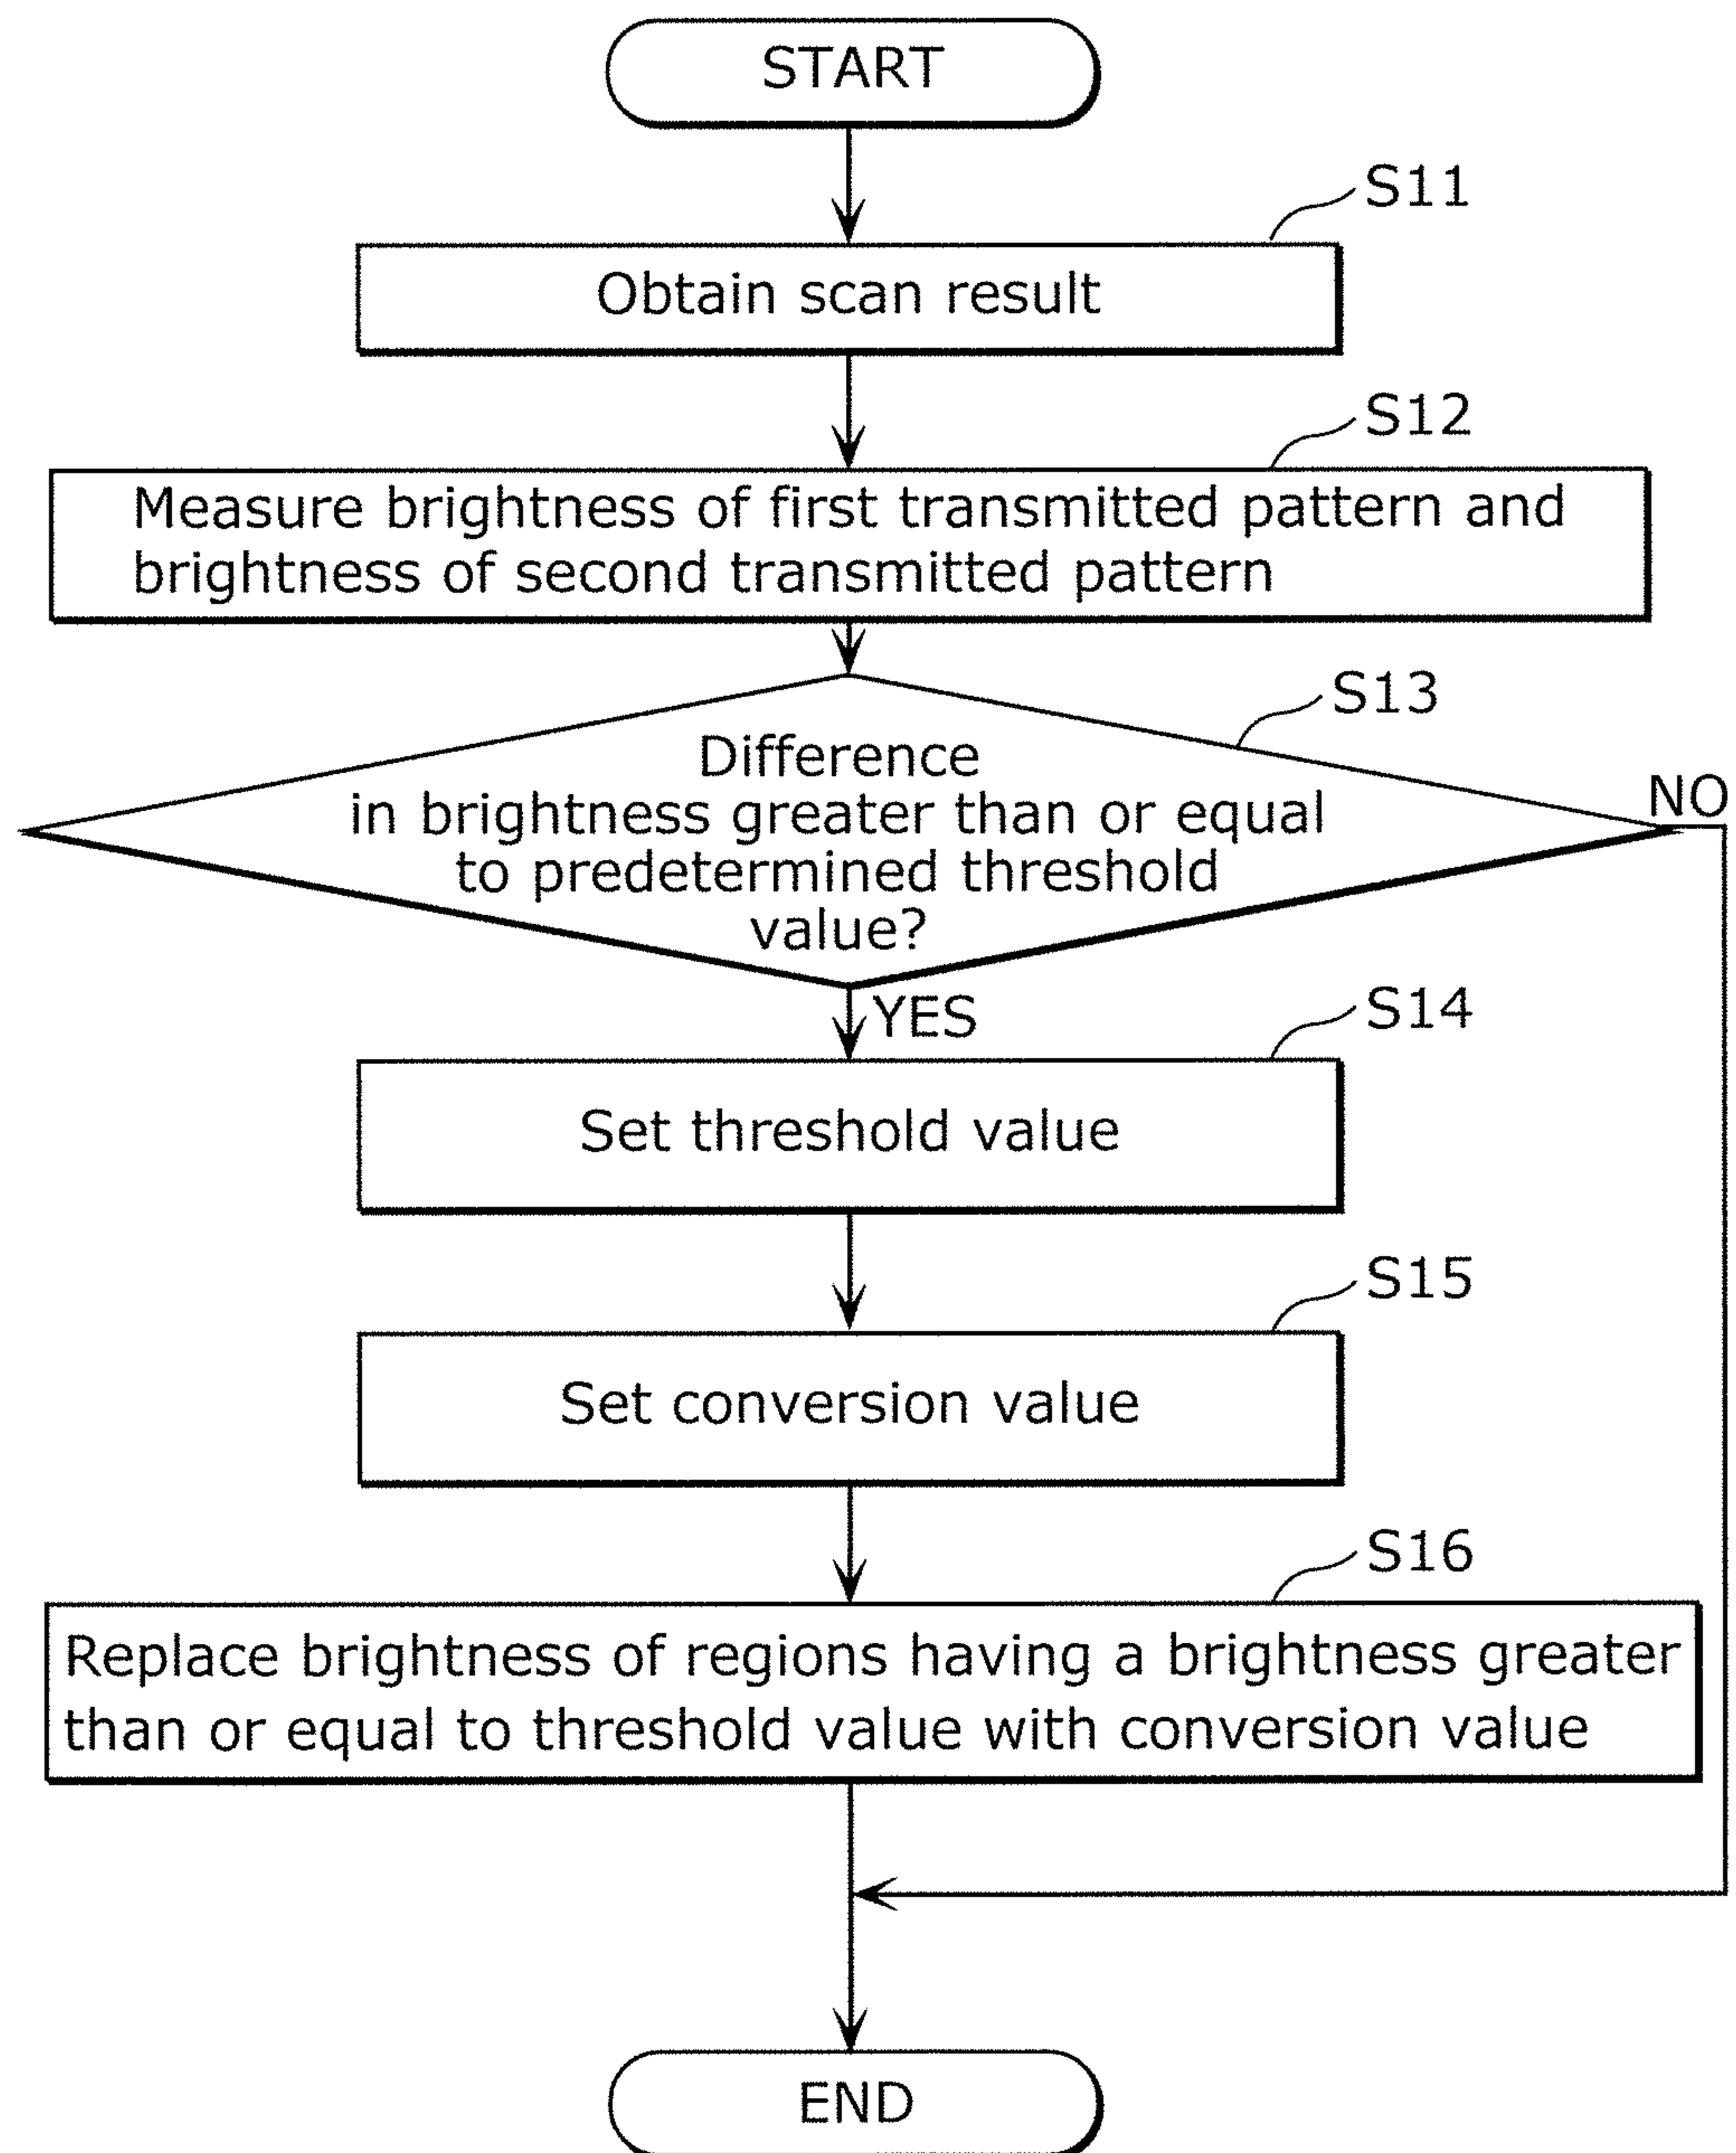 START
S11
Obtain scan result
S12
Measure brightness of first transmitted pattern and
brightness of second transmitted pattern
S13
Difference
in brightness greater than or equal
to predetermined threshold
value?
NO
YES
S14
Set threshold value
S15
Set conversion value
S16
Replace brightness of regions having a brightness greater
than or equal to threshold value with conversion value
END